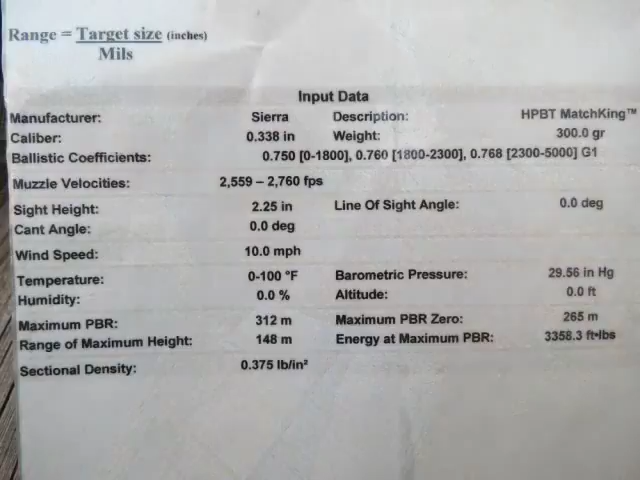 Range = Target size (inches)
Mils
Input Data
Manufacturer: Sierra Description: HPBT MatchKing™
Caliber: 0.338 in Weight: 300.0 gr
Ballistic Coefficients: 0.750 [0-1800], 0.760 [1800-2300], 0.768 [2300-5000] G1
Muzzle Velocities: 2,559 – 2,760 fps
Sight Height: 2.25 in Line Of Sight Angle: 0.0 deg
Cant Angle: 0.0 deg
Wind Speed: 10.0 mph
Temperature: 0-100 °F Barometric Pressure: 29.56 in Hg
Humidity: 0.0 % Altitude: 0.0 ft
Maximum PBR: 312 m Maximum PBR Zero: 265 m
Range of Maximum Height: 148 m Energy at Maximum PBR: 3358.3 ft•lbs
Sectional Density: 0.375 lb/in²